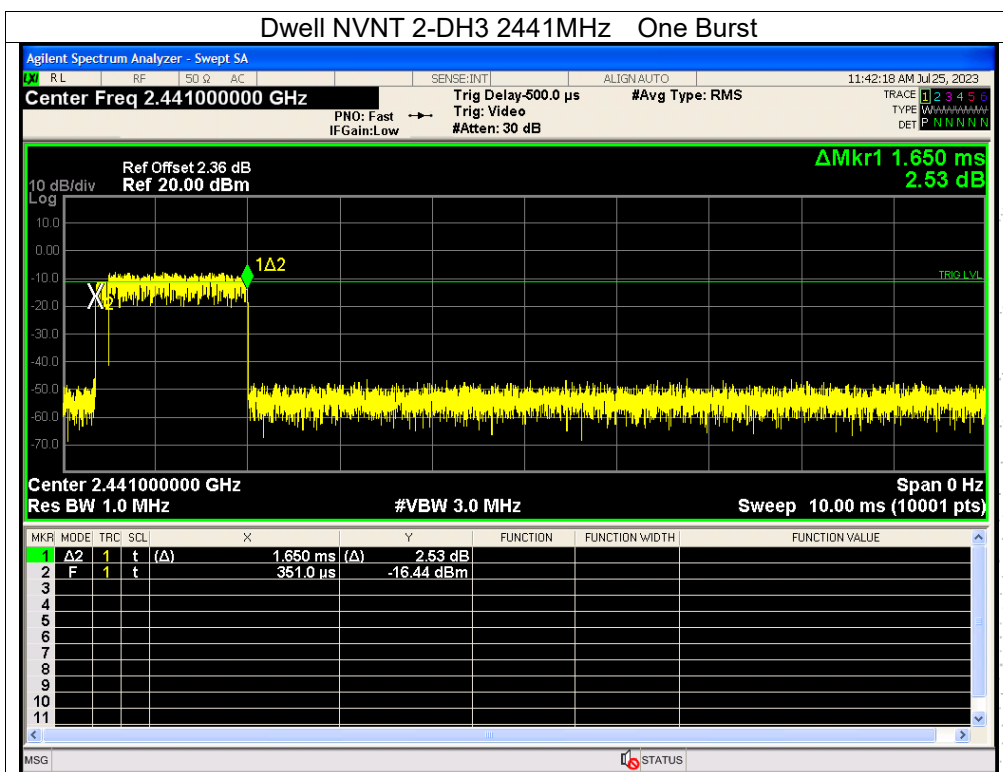 Dwell NVNT 2-DH3 2441MHz One Burst
Agilent Spectrum Analyzer - Swept SA
LXI RL RF 50 Ω AC SENSE:INT ALIGN AUTO 11:42:18 AM Jul 25, 2023
Center Freq 2.441000000 GHz Trig Delay-500.0 µs #Avg Type: RMS TRACE 1 2 3 4 5 6
PNO: Fast Trig: Video TYPE WWWWWW
IFGain:Low #Atten: 30 dB DET P N N N N N
ΔMkr1 1.650 ms
2.53 dB
Ref Offset 2.36 dB
10 dB/div Ref 20.00 dBm
Log
10.0
0.00
1Δ2
-10.0
TRIG LVL
X2
-20.0
-30.0
-40.0
-50.0
-60.0
-70.0
Center 2.441000000 GHz Span 0 Hz
Res BW 1.0 MHz #VBW 3.0 MHz Sweep 10.00 ms (10001 pts)
MKR MODE TRC SCL X Y FUNCTION FUNCTION WIDTH FUNCTION VALUE
1 Δ2 1 t (Δ) 1.650 ms (Δ) 2.53 dB
2 F 1 t 351.0 µs -16.44 dBm
3
4
5
6
7
8
9
10
11
MSG STATUS